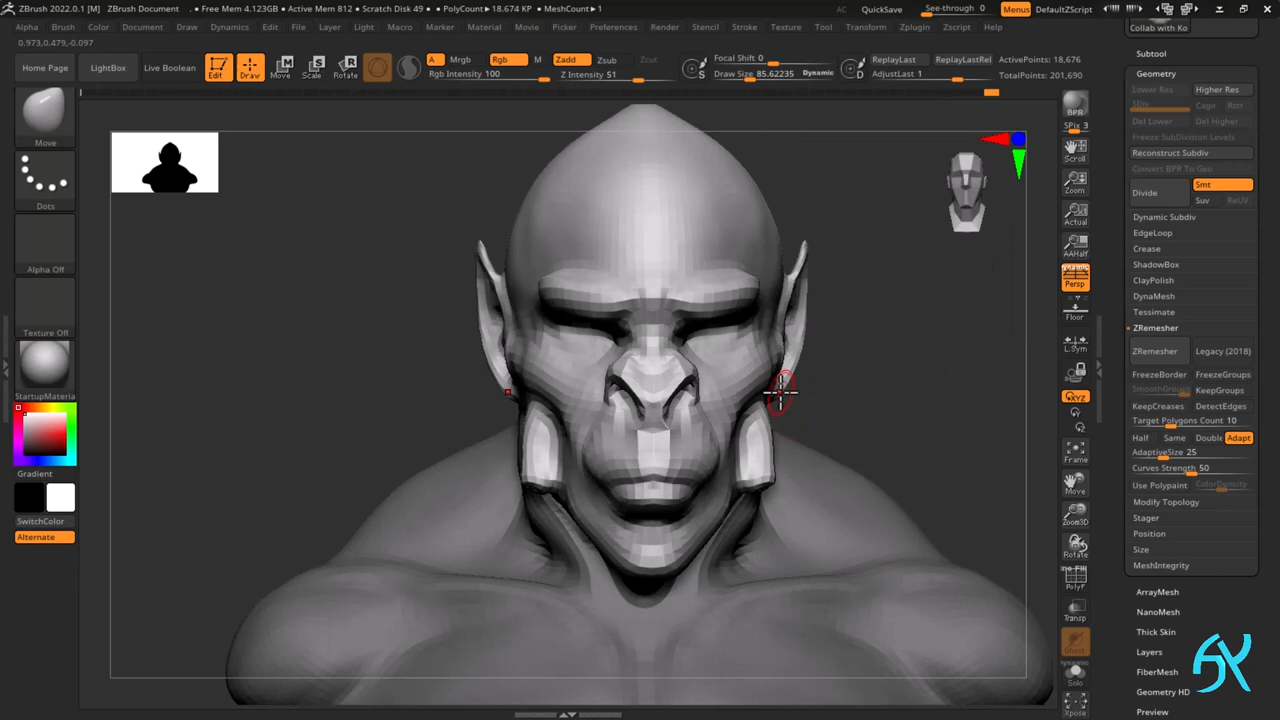 ZBrush 2022.0.1 [M] ZBrush Document . • Free Mem 4.123GB • Active Mem 812 • Scratch Disk 49 • PolyCount▸ 18.674 KP • MeshCount▸ 1
AC QuickSave See-through 0 Menus DefaultZScript
Alpha Brush Color Document Draw Dynamics Edit File Layer Light Macro Marker Material Movie Picker Preferences Render Stencil Stroke Texture Tool Transform Zplugin Zscript Help
0.973,0.479,-0.097
Home Page LightBox Live Boolean Edit Draw Move Scale Rotate
A Mrgb Rgb M Zadd Zsub Zcut
Rgb Intensity 100 Z Intensity 51
Focal Shift 0
Draw Size 85.62235 Dynamic
S
D
ReplayLast ReplayLastRel
AdjustLast 1
ActivePoints: 18,676
TotalPoints: 201,690
Move
Dots
Alpha Off
Texture Off
StartupMateria
Gradient
SwitchColor
Alternate
BPR
SPix 3
Scroll
Zoom
Actual
AAHalf
Dynamic
Persp
Floor
L.Sym
XYZ
Frame
Move
Zoom3D
Rotate
Line Fill
PolyF
Transp
Ghost
Dynamic
Solo
Xpose
Collab with Ko
Subtool
Geometry
Lower Res Higher Res
SDiv Cage Rstr
Del Lower Del Higher
Freeze SubDivision Levels
Reconstruct Subdiv
Convert BPR To Geo
Divide Smt
Suv ReUV
Dynamic Subdiv
EdgeLoop
Crease
ShadowBox
ClayPolish
DynaMesh
Tessimate
ZRemesher
ZRemesher Legacy (2018)
FreezeBorder FreezeGroups
SmoothGroups KeepGroups
KeepCreases DetectEdges
Target Polygons Count 10
Half Same Double Adapt
AdaptiveSize 25
Curves Strength 50
Use Polypaint ColorDensity
Modify Topology
Stager
Position
Size
MeshIntegrity
ArrayMesh
NanoMesh
Thick Skin
Layers
FiberMesh
Geometry HD
Preview